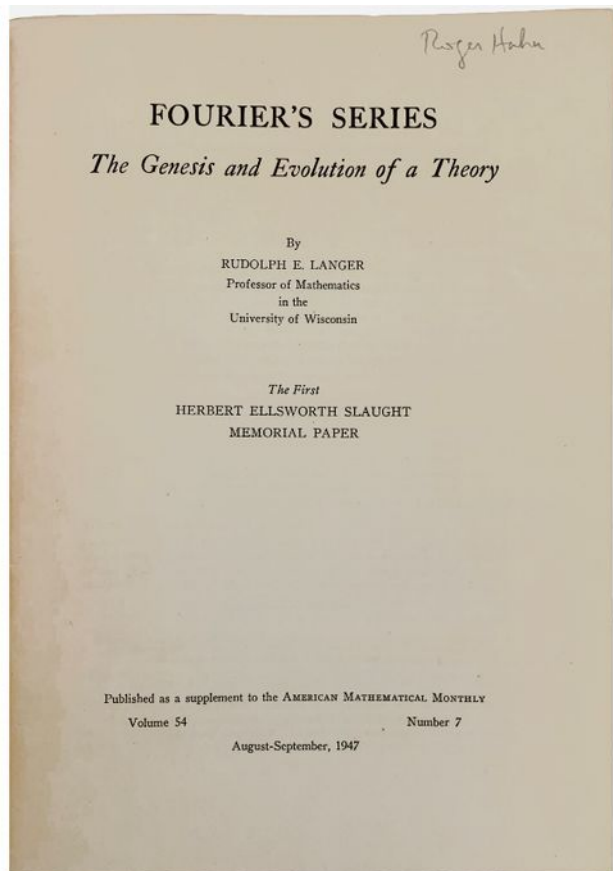 Roger Hahn
FOURIER'S SERIES
The Genesis and Evolution of a Theory
By
RUDOLPH E. LANGER
Professor of Mathematics
in the
University of Wisconsin
The First
HERBERT ELLSWORTH SLAUGHT
MEMORIAL PAPER
Published as a supplement to the AMERICAN MATHEMATICAL MONTHLY
Volume 54 Number 7
August-September, 1947